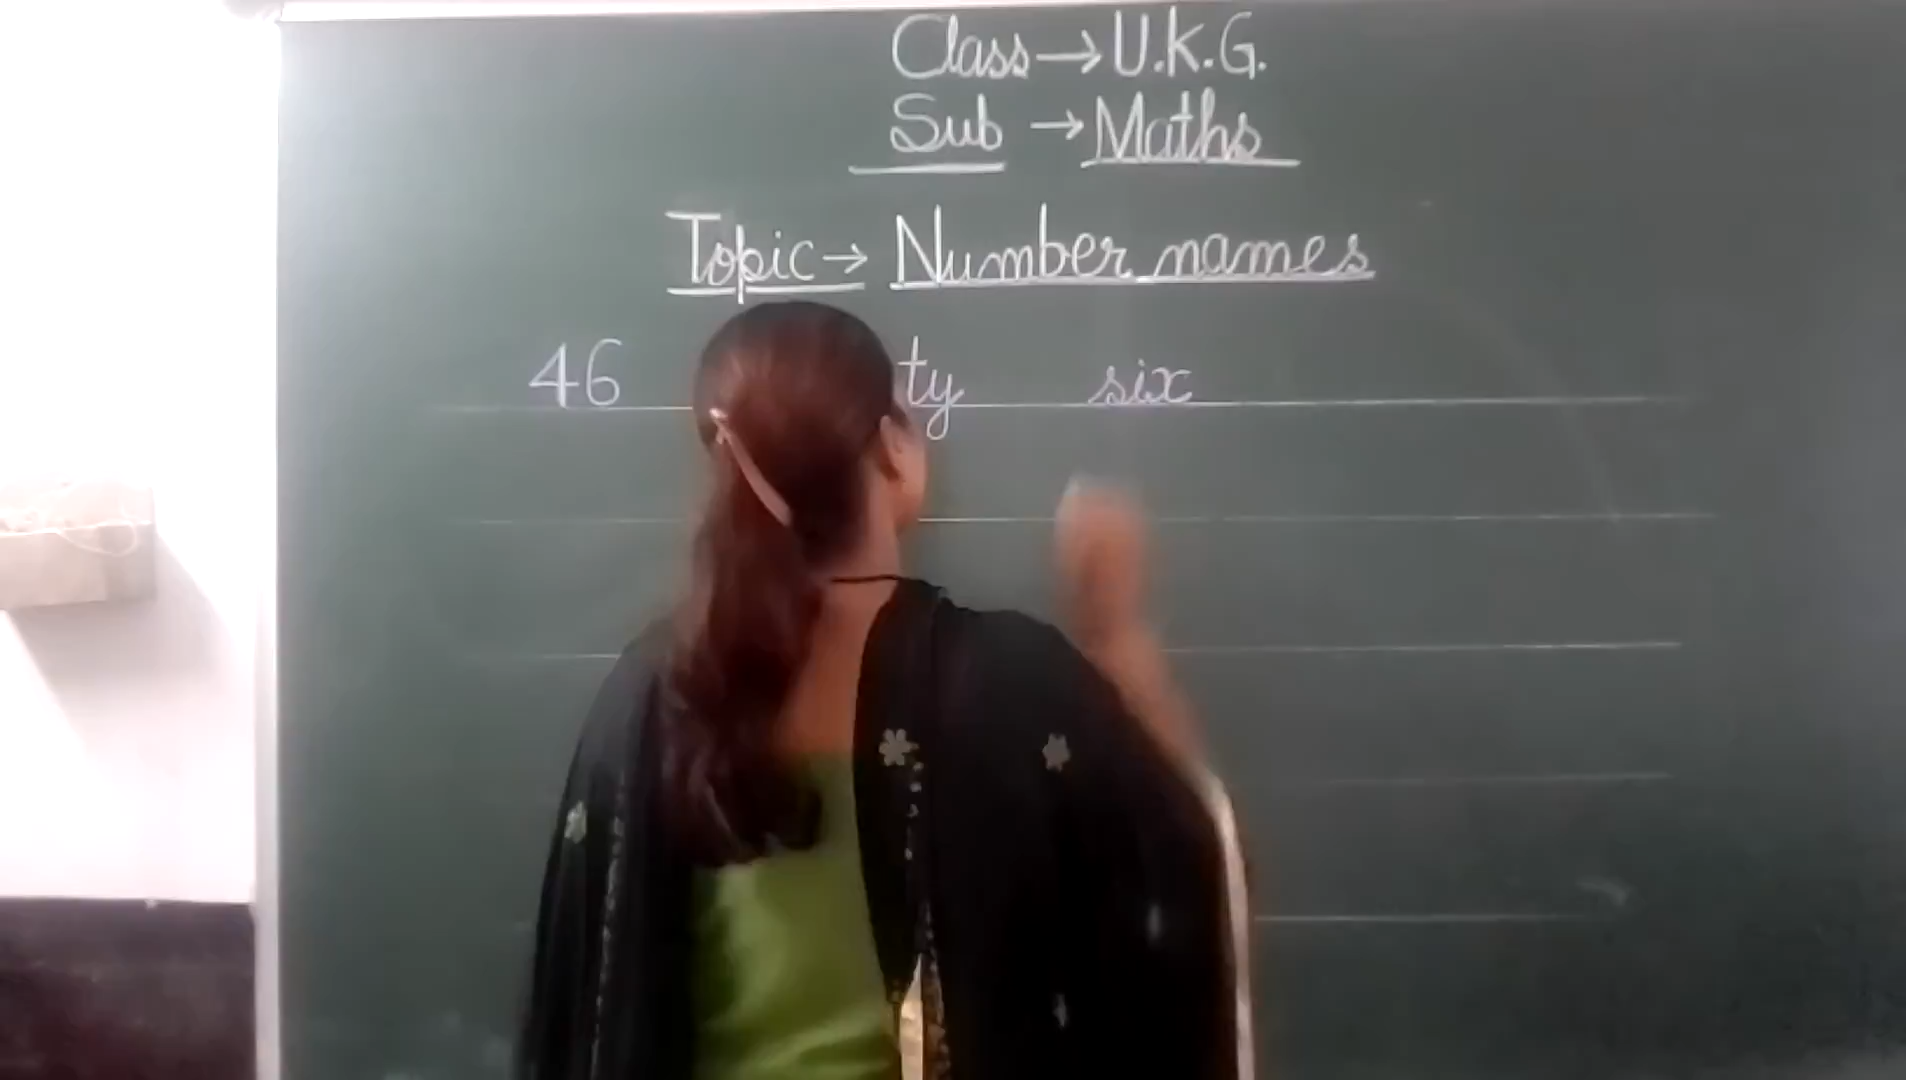 Class→U.K.G.
Sub →Maths
Topic→ Number names
46 ty six